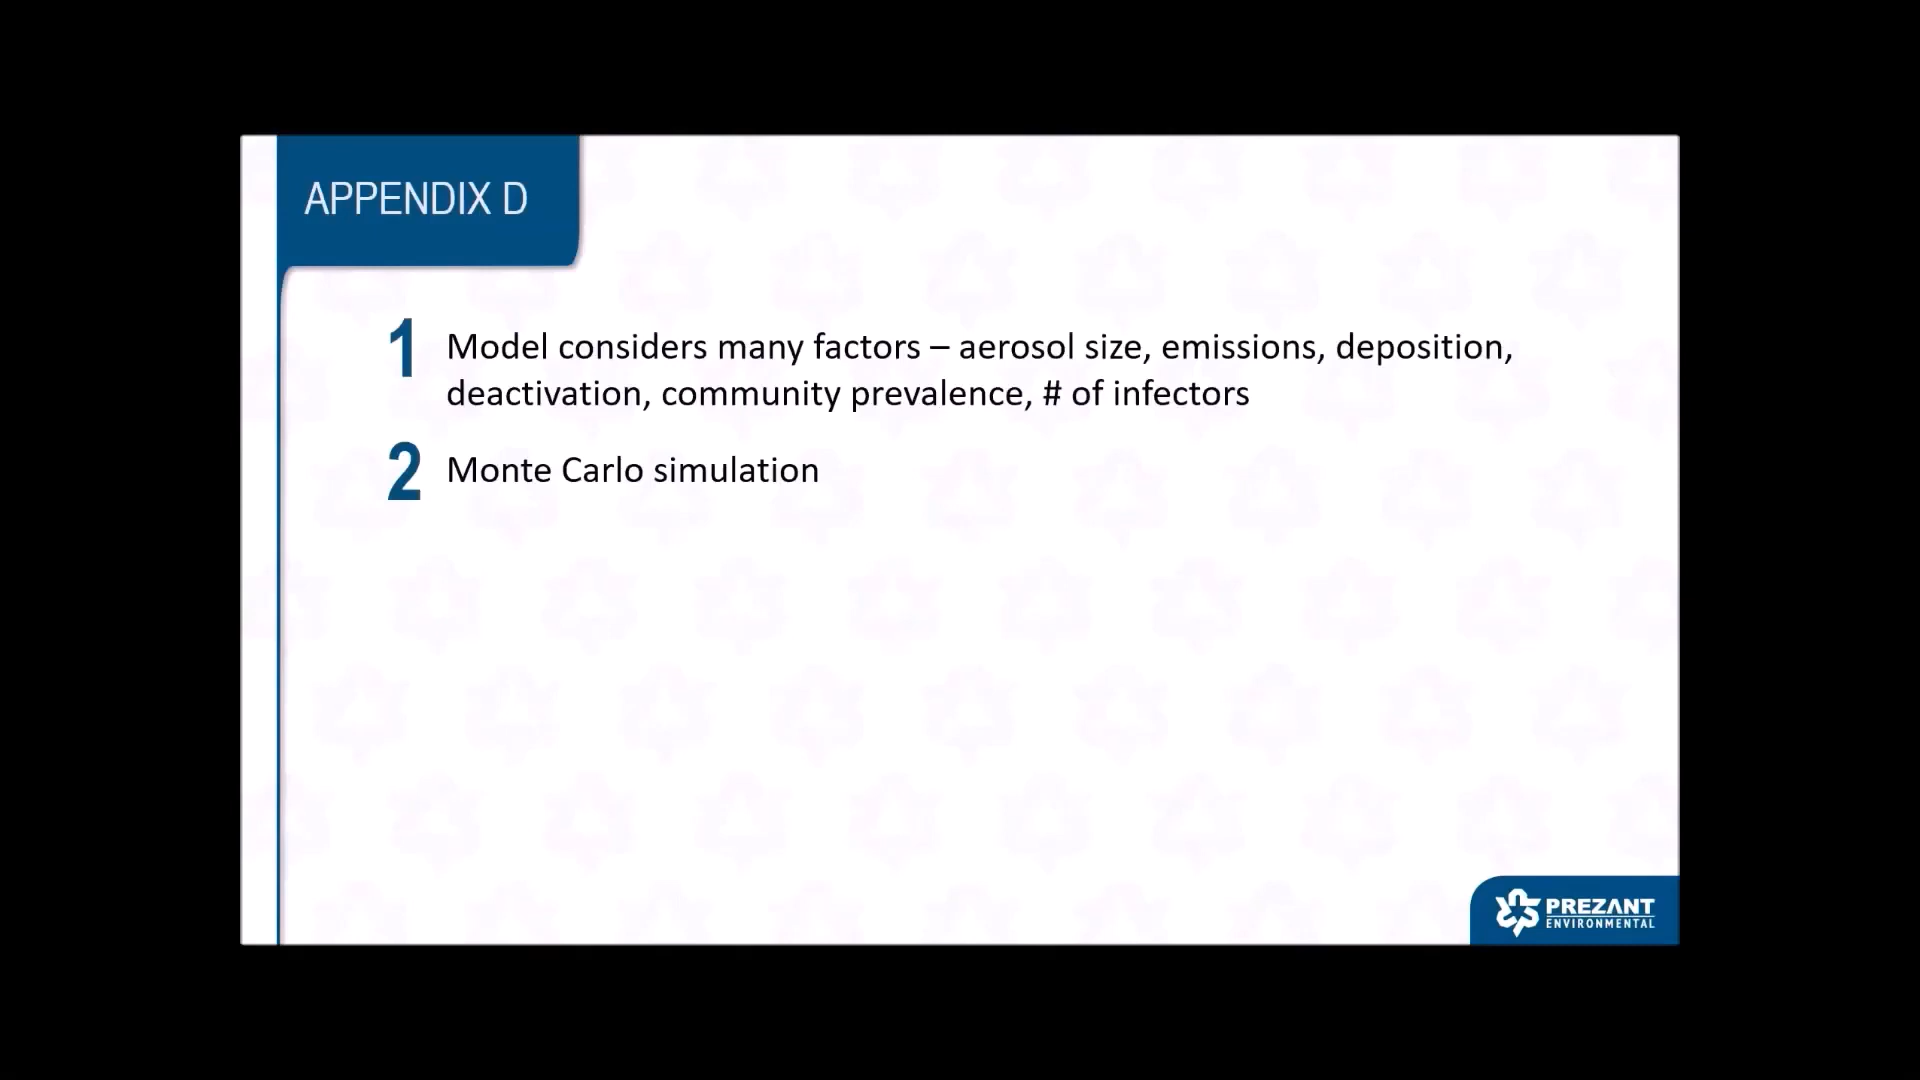 APPENDIX D
1 Model considers many factors – aerosol size, emissions, deposition,
deactivation, community prevalence, # of infectors
2 Monte Carlo simulation
PREZANT
ENVIRONMENTAL